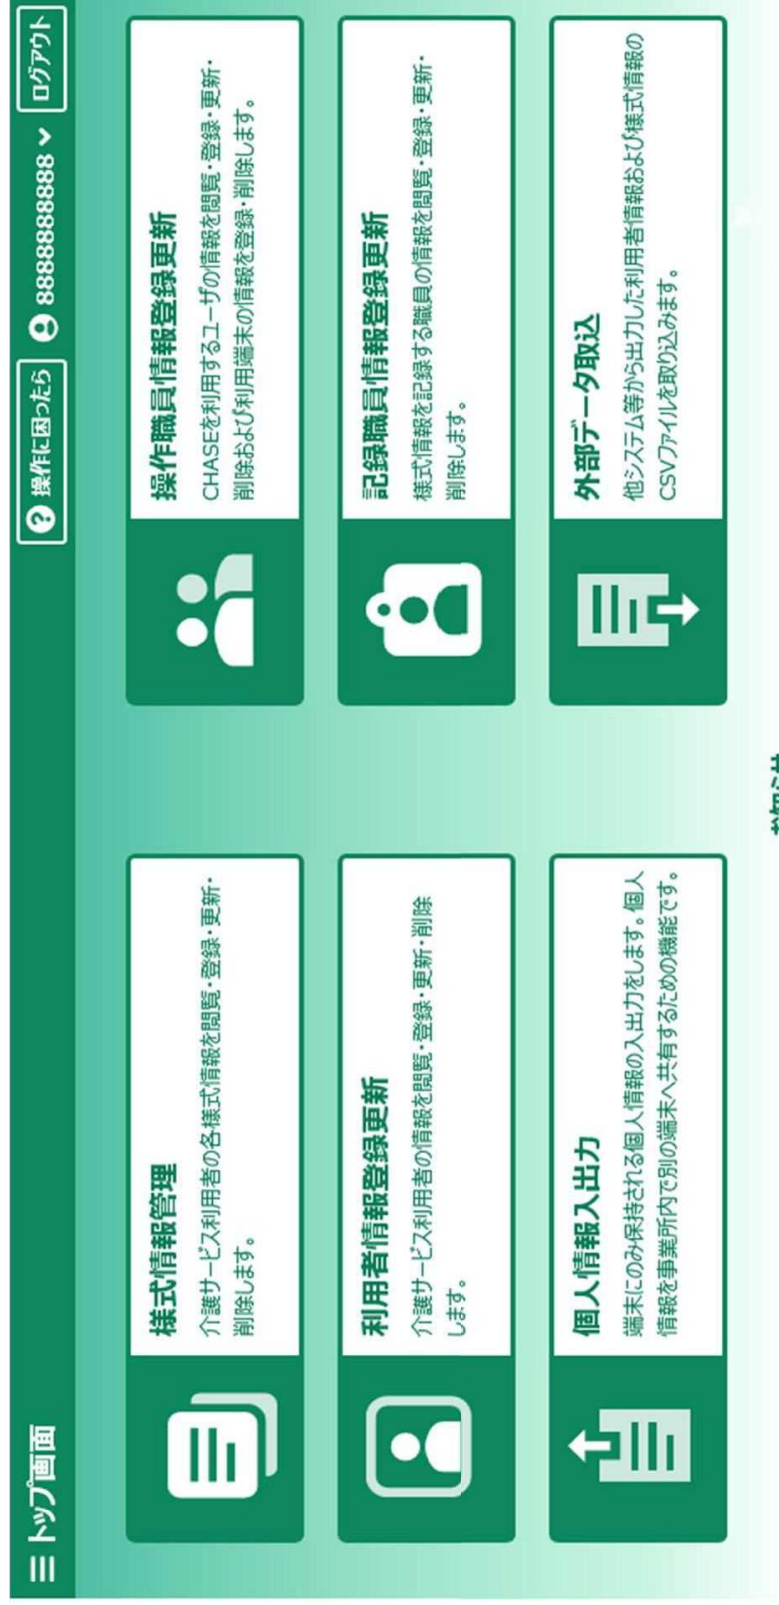 トップ画面
操作に困ったら
8888888888
ログアウト
様式情報管理
介護サービス利用者の各様式情報を閲覧・登録・更新・
削除します。
操作職員情報登録更新
CHASEを利用するユーザの情報を閲覧・登録・更新・
削除および利用端末の情報を登録・削除します。
利用者情報登録更新
介護サービス利用者の情報を閲覧・登録・更新・削除
します。
記録職員情報登録更新
様式情報を記録する職員の情報を閲覧・登録・更新・
削除します。
個人情報入出力
端末にのみ保持される個人情報の入出力をします。個人
情報を事業所内で別の端末へ共有するための機能です。
外部データ取込
他システム等から出力した利用者情報および様式情報の
CSVファイルを取り込みます。